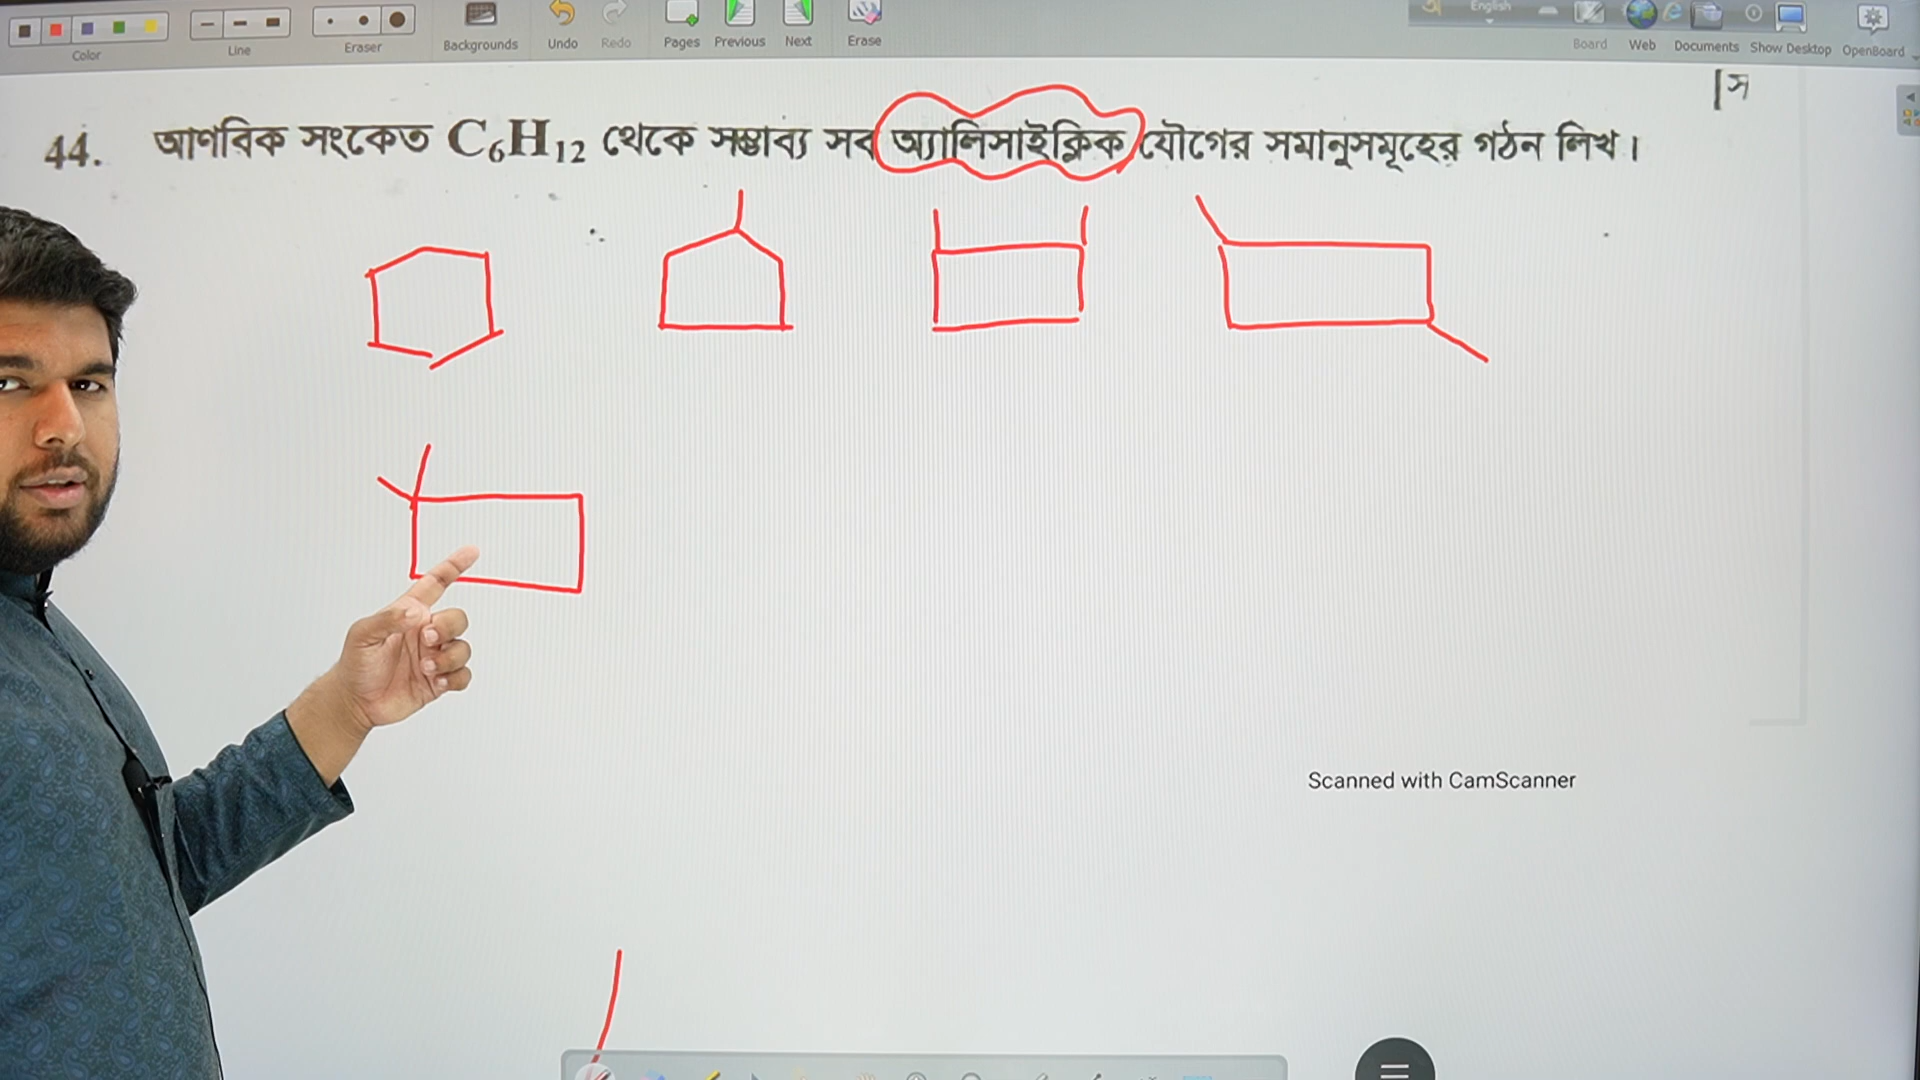 Color
Line
Eraser
Backgrounds
Undo
Redo
Pages
Previous
Next
Erase
English
Board
Web
Documents
Show Desktop
OpenBoard
[স
44. আণবিক সংকেত C₆H₁₂ থেকে সম্ভাব্য সব অ্যালিসাইক্লিক যৌগের সমানুসমূহের গঠন লিখ।
Scanned with CamScanner